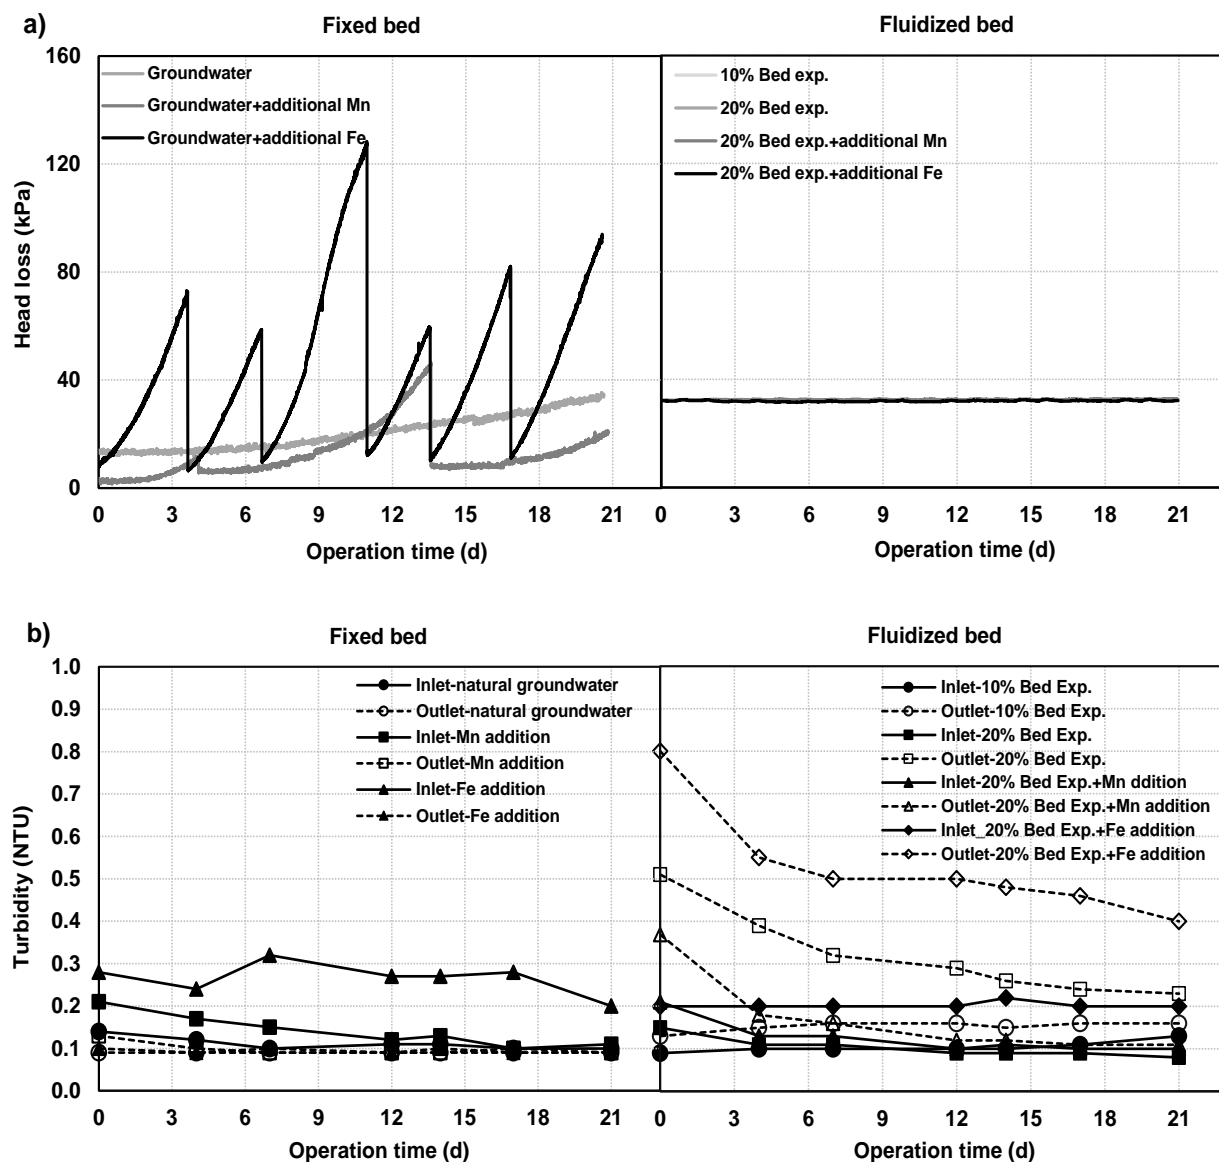 a)
Fixed bed
Fluidized bed
160
120
80
40
0
Head loss (kPa)
Groundwater
Groundwater+additional Mn
Groundwater+additional Fe
10% Bed exp.
20% Bed exp.
20% Bed exp.+additional Mn
20% Bed exp.+additional Fe
0 3 6 9 12 15 18 21
0 3 6 9 12 15 18 21
Operation time (d)
Operation time (d)
b)
Fixed bed
Fluidized bed
1.0
0.9
0.8
0.7
0.6
0.5
0.4
0.3
0.2
0.1
0.0
Turbidity (NTU)
Inlet-natural groundwater
Outlet-natural groundwater
Inlet-Mn addition
Outlet-Mn addition
Inlet-Fe addition
Outlet-Fe addition
Inlet-10% Bed Exp.
Outlet-10% Bed Exp.
Inlet-20% Bed Exp.
Outlet-20% Bed Exp.
Inlet-20% Bed Exp.+Mn ddition
Outlet-20% Bed Exp.+Mn addition
Inlet_20% Bed Exp.+Fe addition
Outlet-20% Bed Exp.+Fe addition
0 3 6 9 12 15 18 21
0 3 6 9 12 15 18 21
Operation time (d)
Operation time (d)